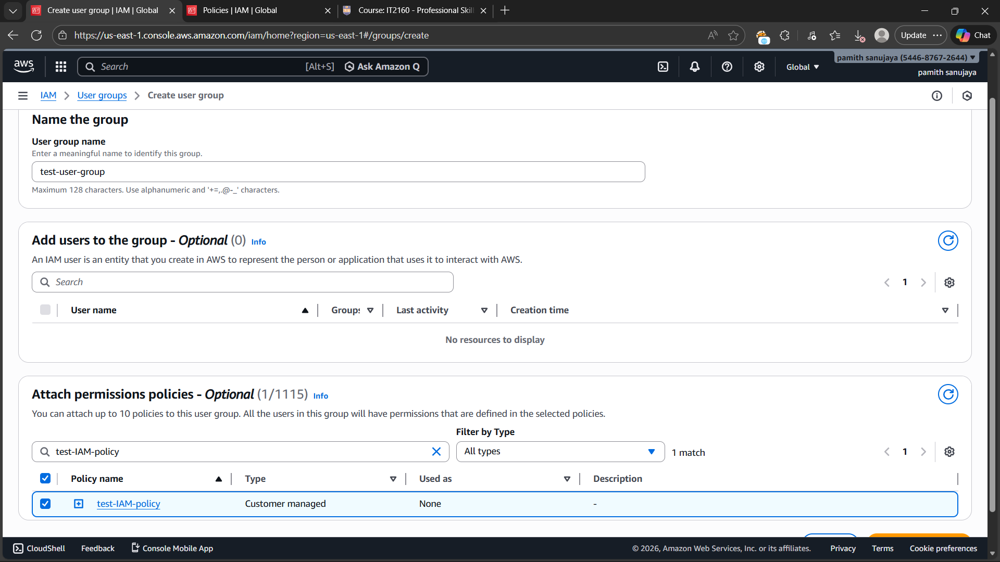 Create user group | IAM | Global
Policies | IAM | Global
Course: IT2160 - Professional Skil
https://us-east-1.console.aws.amazon.com/iam/home?region=us-east-1#/groups/create
Update
Chat
aws
Search
[Alt+S]
Ask Amazon Q
Global
pamith sanujaya (5446-8767-2644)
pamith sanujaya
IAM
User groups
Create user group
Name the group
User group name
Enter a meaningful name to identify this group.
test-user-group
Maximum 128 characters. Use alphanumeric and '+=,.@-_' characters.
Add users to the group - Optional (0) Info
An IAM user is an entity that you create in AWS to represent the person or application that uses it to interact with AWS.
Search
1
User name
Groups
Last activity
Creation time
No resources to display
Attach permissions policies - Optional (1/1115) Info
You can attach up to 10 policies to this user group. All the users in this group will have permissions that are defined in the selected policies.
Filter by Type
test-IAM-policy
All types
1 match
1
Policy name
Type
Used as
Description
test-IAM-policy
Customer managed
None
-
CloudShell
Feedback
Console Mobile App
© 2026, Amazon Web Services, Inc. or its affiliates.
Privacy
Terms
Cookie preferences